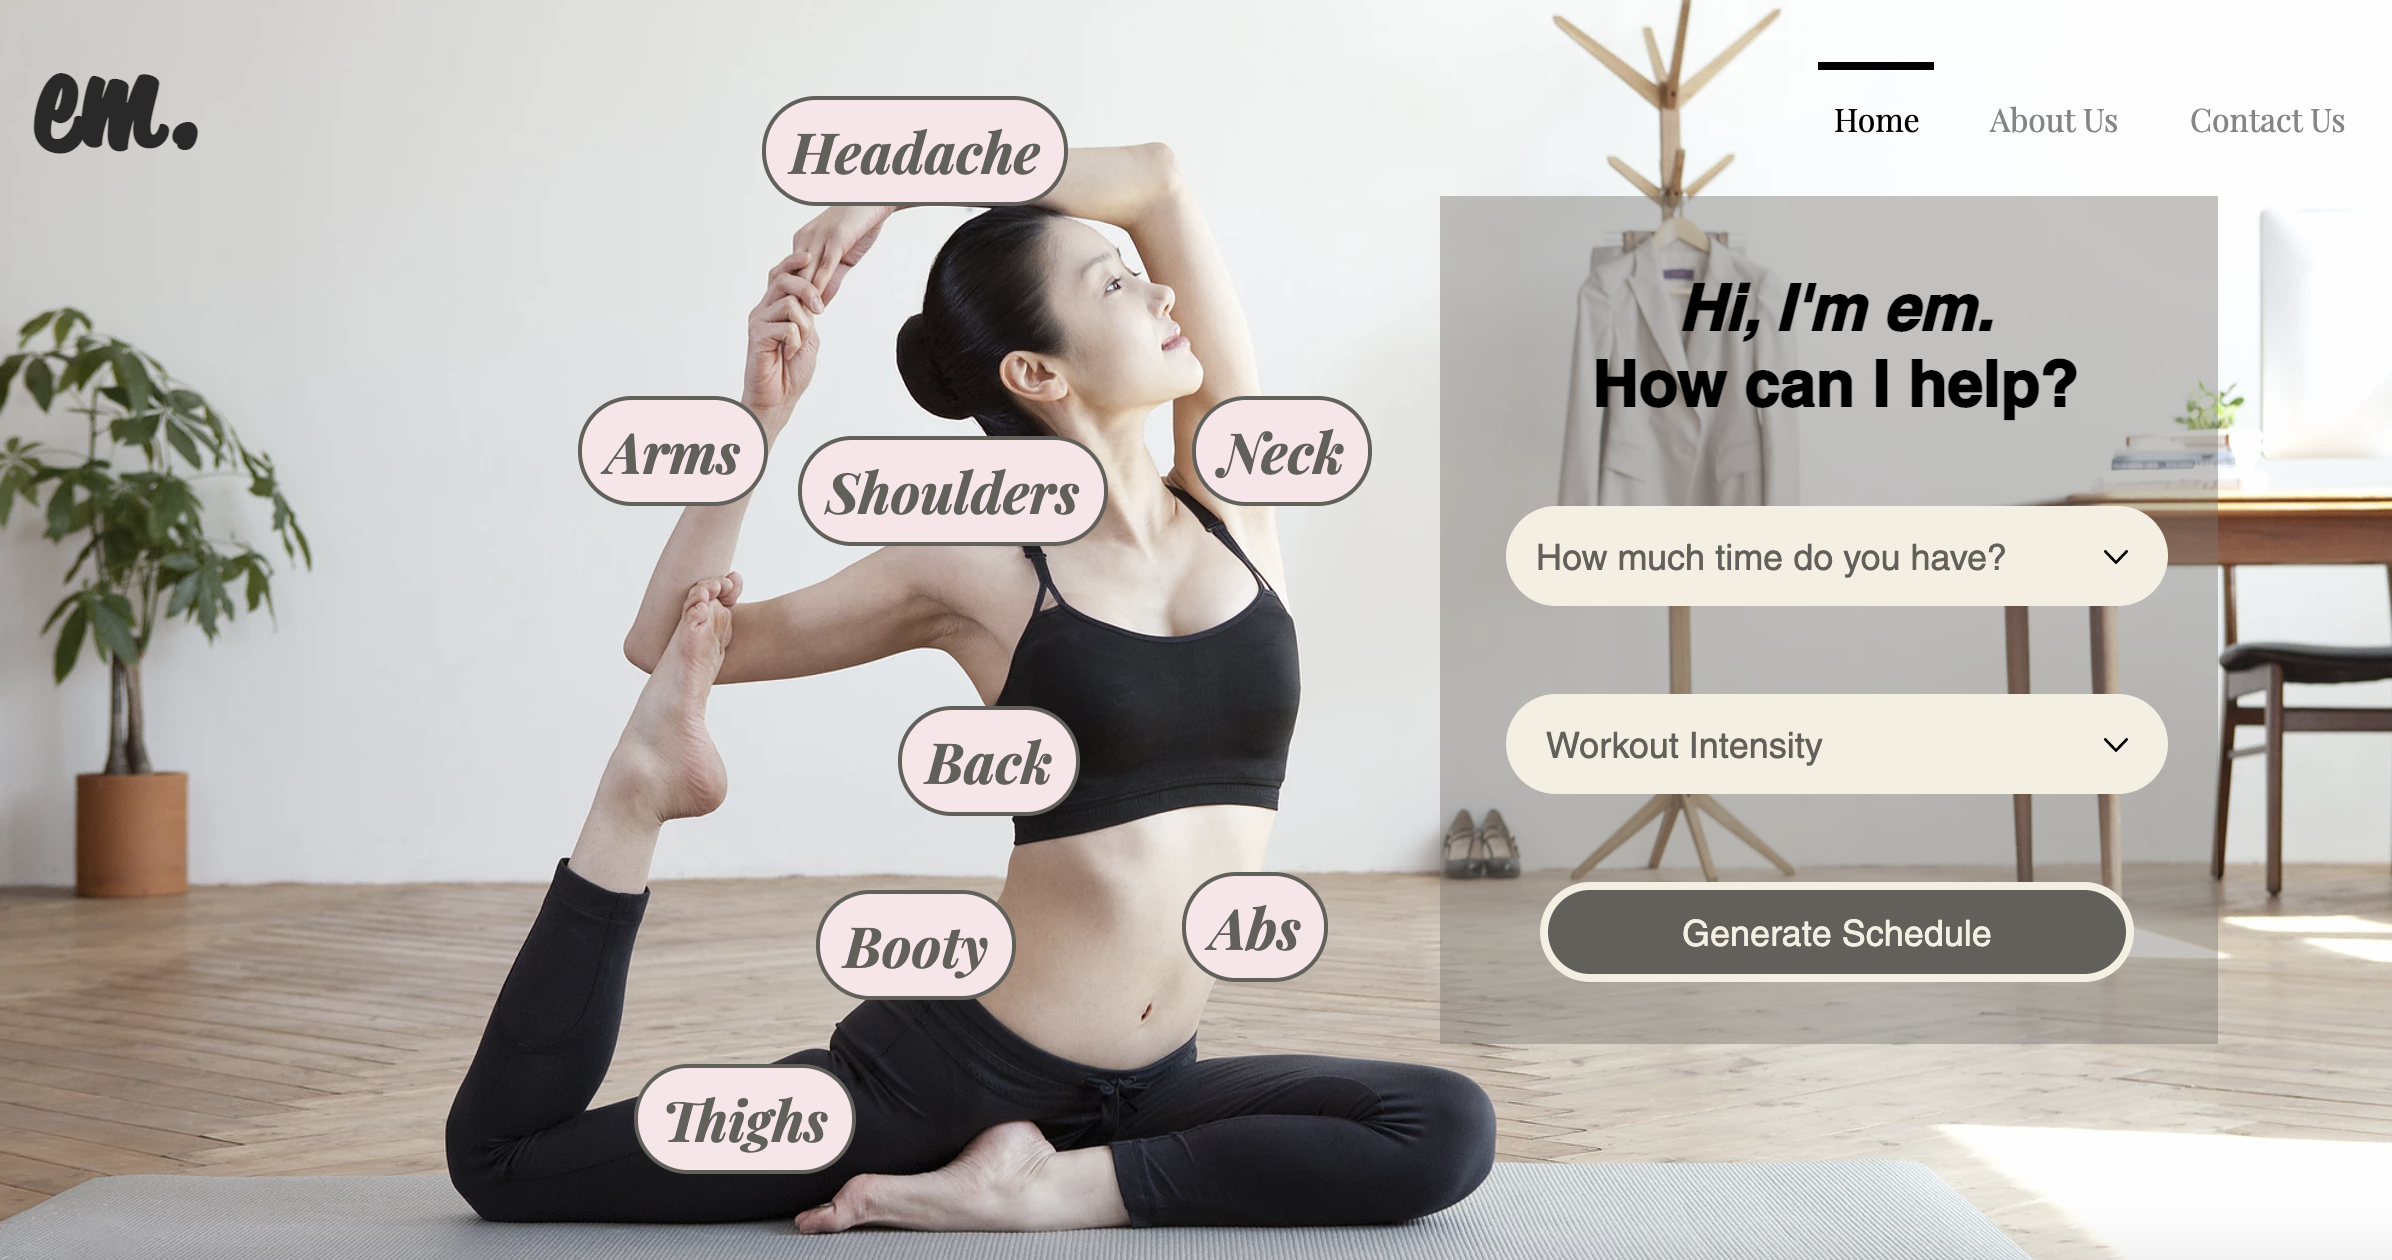 em.
Home
About Us
Contact Us
Headache
Arms
Shoulders
Neck
Back
Booty
Abs
Thighs
Hi, I'm em.
How can I help?
How much time do you have?
Workout Intensity
Generate Schedule